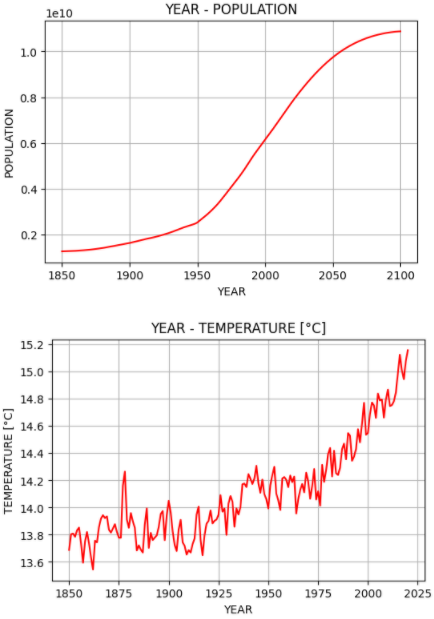 YEAR - POPULATION
1e10
1.0
0.8
0.6
0.4
0.2
POPULATION
1850 1900 1950 2000 2050 2100
YEAR
YEAR - TEMPERATURE [°C]
15.2
15.0
14.8
14.6
14.4
14.2
14.0
13.8
13.6
TEMPERATURE [°C]
1850 1875 1900 1925 1950 1975 2000 2025
YEAR